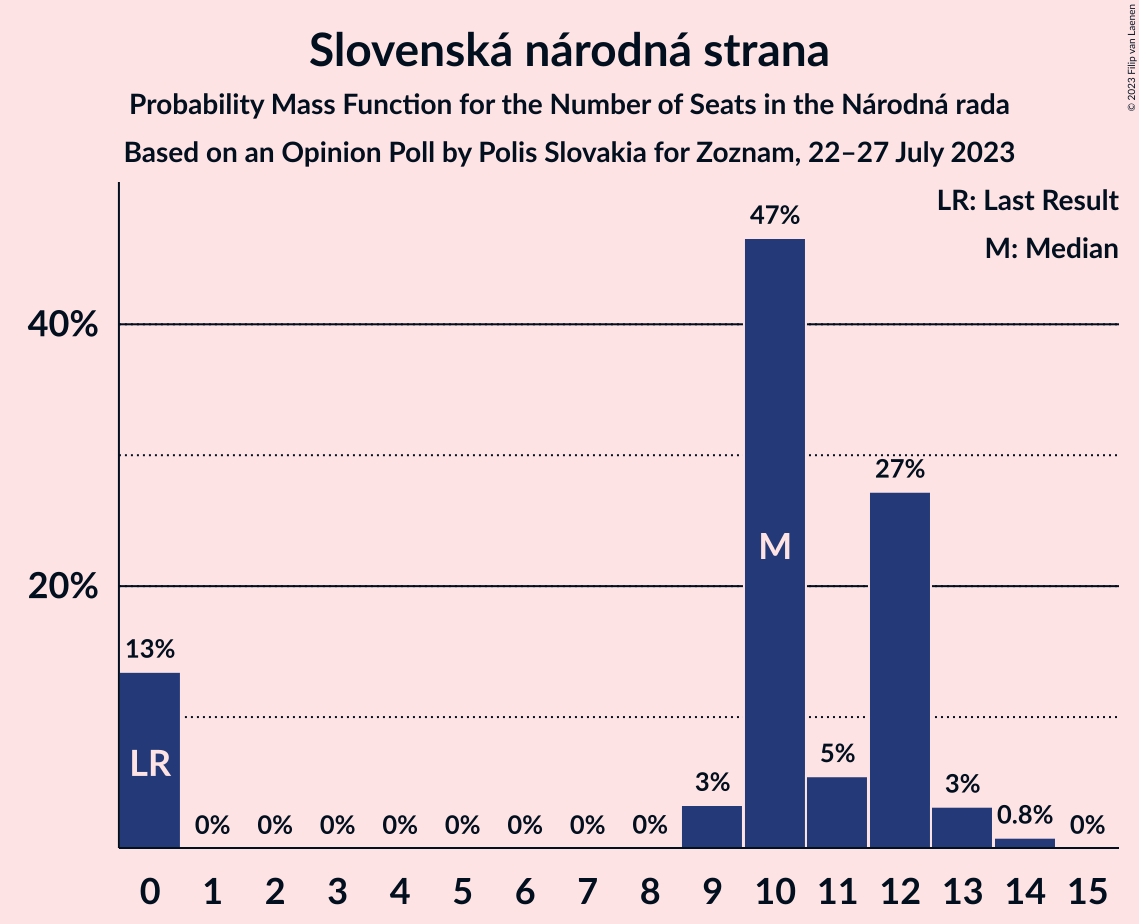 Slovenská národná strana
Probability Mass Function for the Number of Seats in the Národná rada
Based on an Opinion Poll by Polis Slovakia for Zoznam, 22–27 July 2023
© 2023 Filip van Laenen
LR: Last Result
M: Median
40%
20%
13%
0%
0%
0%
0%
0%
0%
0%
0%
3%
47%
5%
27%
3%
0.8%
0%
LR
M
0 1 2 3 4 5 6 7 8 9 10 11 12 13 14 15